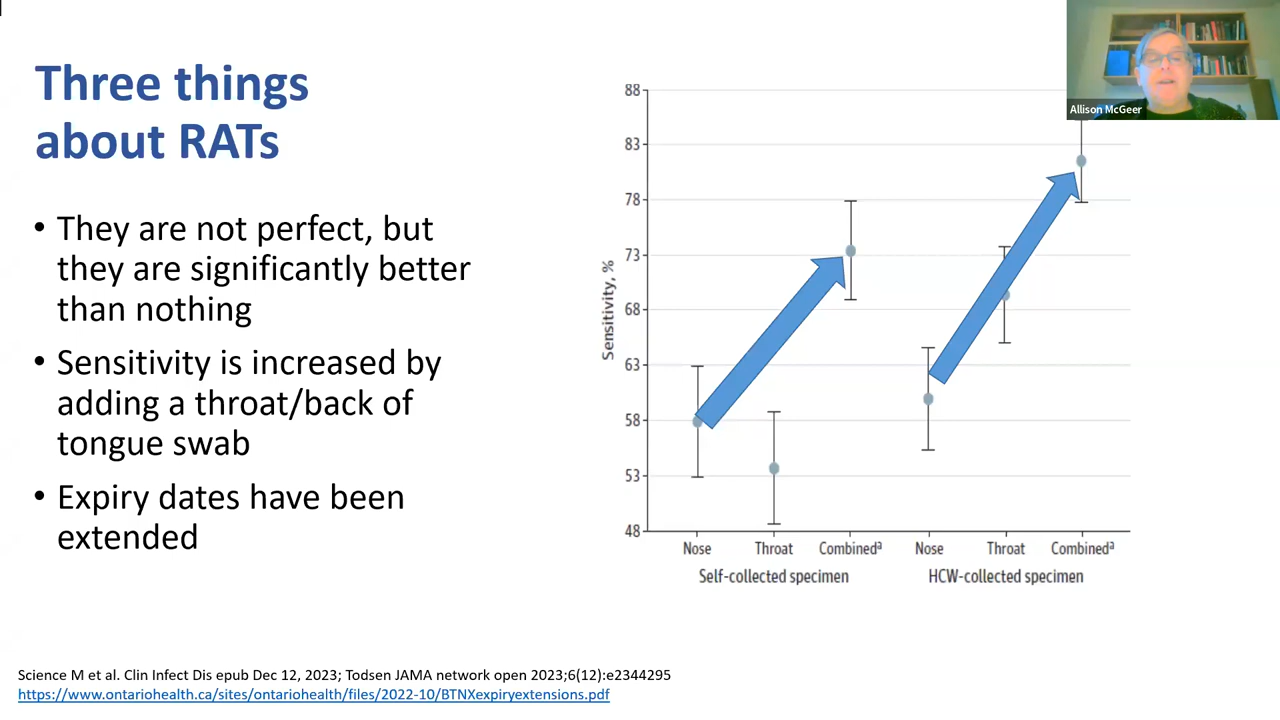 Allison McGeer
Three things
about RATs
• They are not perfect, but
they are significantly better
than nothing
• Sensitivity is increased by
adding a throat/back of
tongue swab
• Expiry dates have been
extended
Sensitivity, %
88
83
78
73
68
63
58
53
48
Nose Throat Combinedᵃ Nose Throat Combinedᵃ
Self-collected specimen HCW-collected specimen
Science M et al. Clin Infect Dis epub Dec 12, 2023; Todsen JAMA network open 2023;6(12):e2344295
https://www.ontariohealth.ca/sites/ontariohealth/files/2022-10/BTNXexpiryextensions.pdf